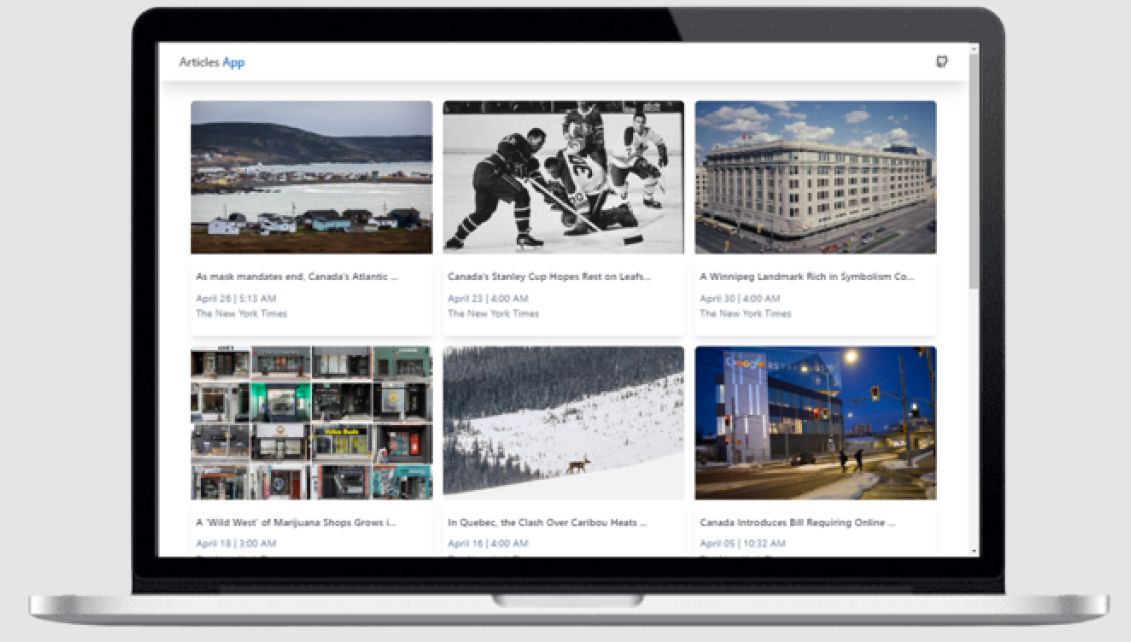 Articles App
As mask mandates end, Canada's Atlantic ...
April 26 | 5:13 AM
The New York Times
Canada's Stanley Cup Hopes Rest on Leafs...
April 23 | 4:00 AM
The New York Times
A Winnipeg Landmark Rich in Symbolism Co...
April 30 | 4:00 AM
The New York Times
Value Buds
Google
A 'Wild West' of Marijuana Shops Grows i...
April 18 | 3:00 AM
In Quebec, the Clash Over Caribou Heats ...
April 16 | 4:00 AM
Canada Introduces Bill Requiring Online ...
April 05 | 10:32 AM